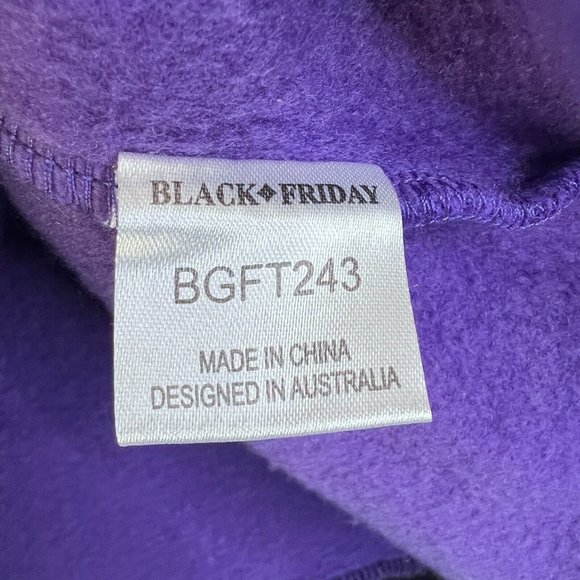 BLACK❖FRIDAY
BGFT243
MADE IN CHINA
DESIGNED IN AUSTRALIA